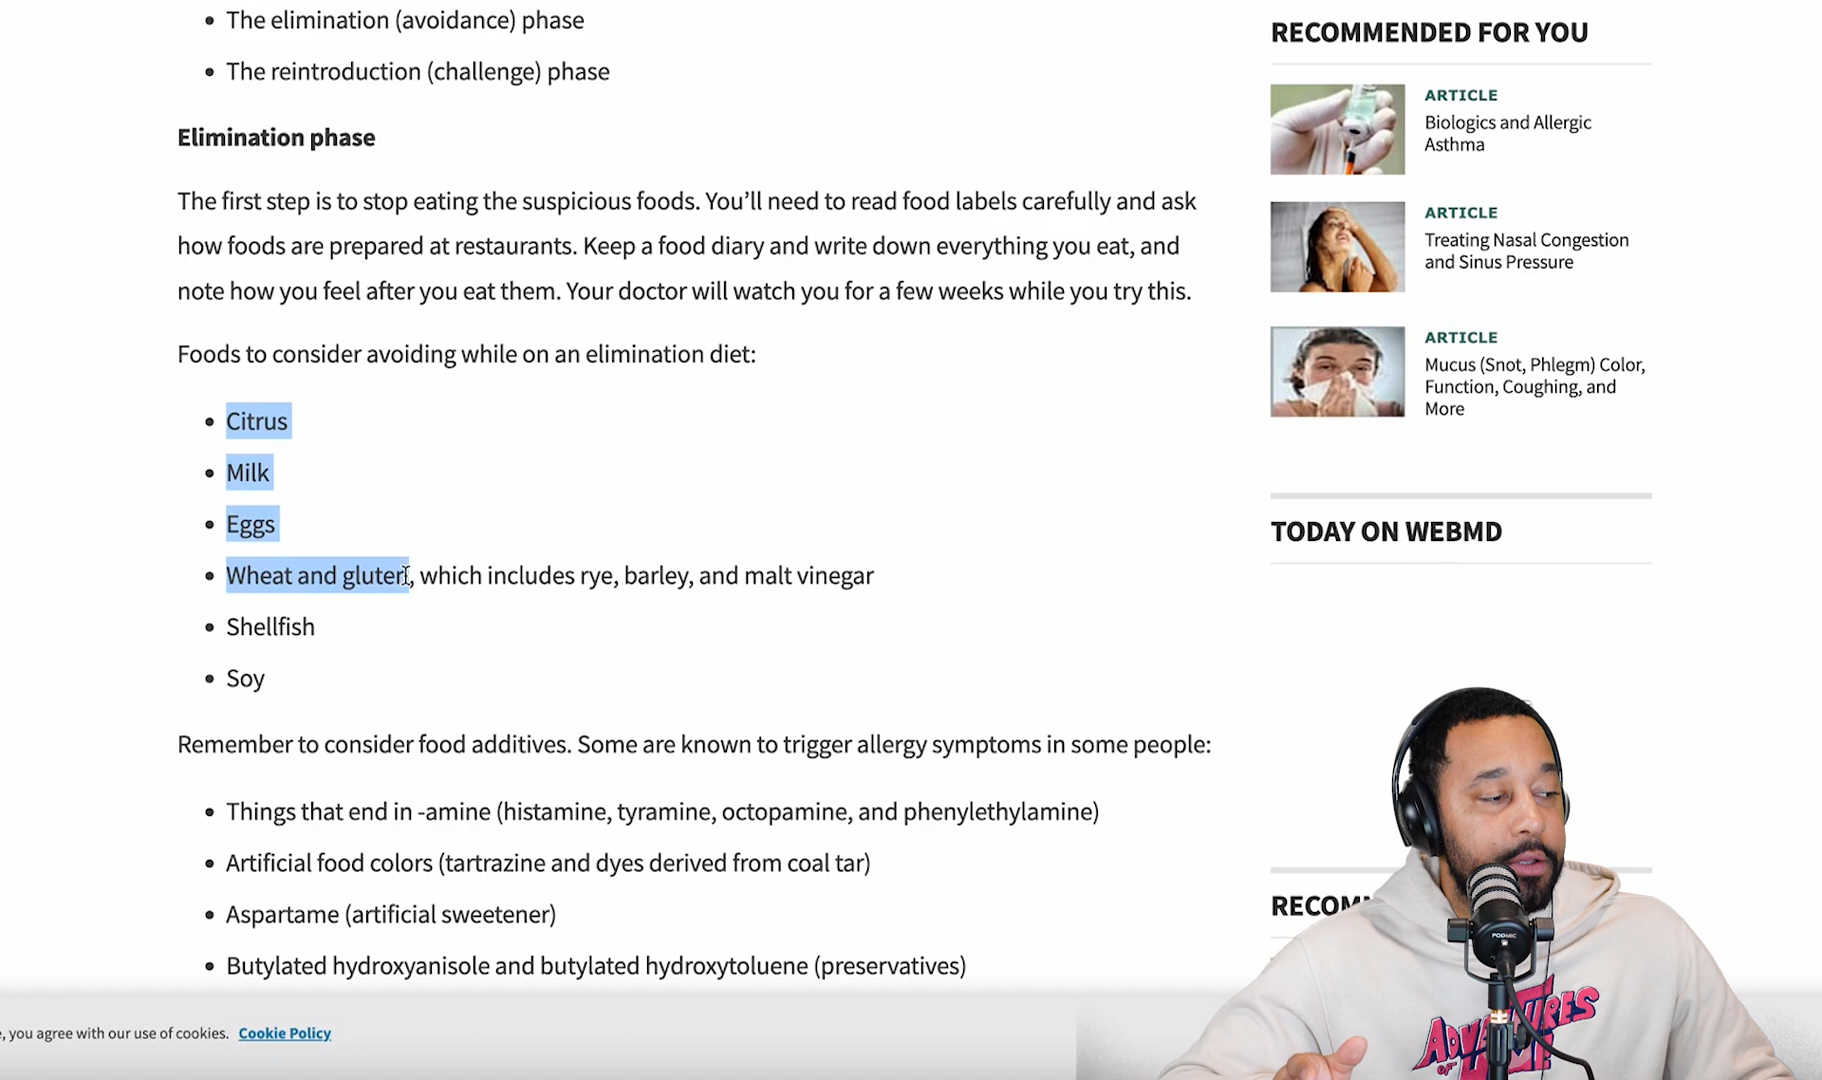 The elimination (avoidance) phase
The reintroduction (challenge) phase
Elimination phase
The first step is to stop eating the suspicious foods. You’ll need to read food labels carefully and ask
how foods are prepared at restaurants. Keep a food diary and write down everything you eat, and
note how you feel after you eat them. Your doctor will watch you for a few weeks while you try this.
Foods to consider avoiding while on an elimination diet:
Citrus
Milk
Eggs
Wheat and gluten, which includes rye, barley, and malt vinegar
Shellfish
Soy
Remember to consider food additives. Some are known to trigger allergy symptoms in some people:
Things that end in -amine (histamine, tyramine, octopamine, and phenylethylamine)
Artificial food colors (tartrazine and dyes derived from coal tar)
Aspartame (artificial sweetener)
Butylated hydroxyanisole and butylated hydroxytoluene (preservatives)
, you agree with our use of cookies. Cookie Policy
RECOMMENDED FOR YOU
ARTICLE
Biologics and Allergic
Asthma
ARTICLE
Treating Nasal Congestion
and Sinus Pressure
ARTICLE
Mucus (Snot, Phlegm) Color,
Function, Coughing, and
More
TODAY ON WEBMD
RECOM
PODMIC
ADVENTURES
OF